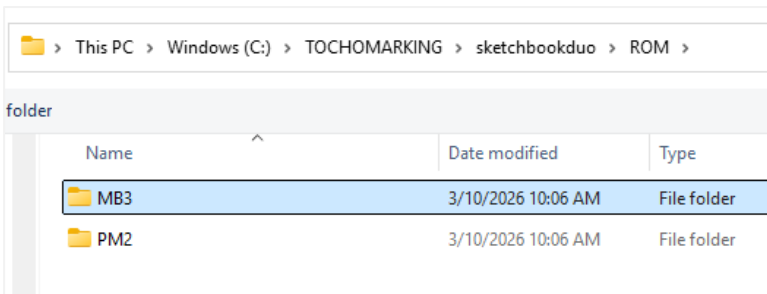 This PC > Windows (C:) > TOCHOMARKING > sketchbookduo > ROM >
folder
Name Date modified Type
MB3 3/10/2026 10:06 AM File folder
PM2 3/10/2026 10:06 AM File folder